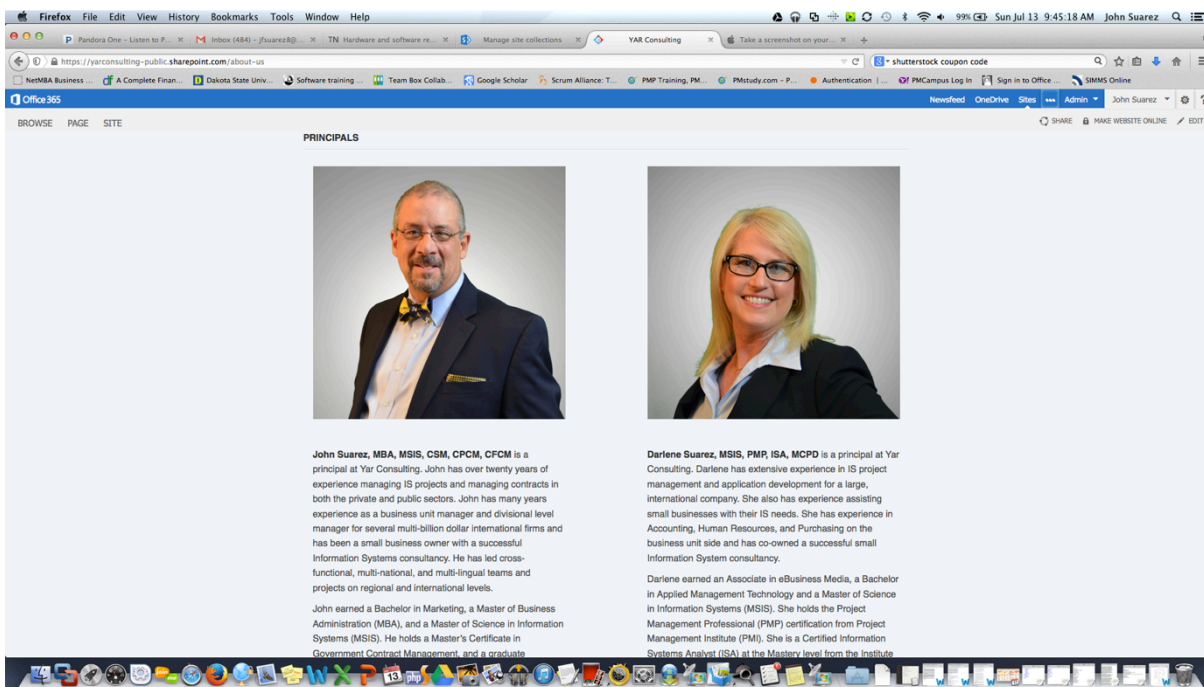 Firefox File Edit View History Bookmarks Tools Window Help 99% Sun Jul 13 9:45:18 AM John Suarez
Pandora One – Listen to P... Inbox (484) – jfsuarez8@... TN Hardware and software re... Manage site collections YAR Consulting Take a screenshot on your...
https://yarconsulting-public.sharepoint.com/about-us shutterstock coupon code
NetMBA Business ... A Complete Finan... Dakota State Univ... Software training ... Team Box Collab... Google Scholar Scrum Alliance: T... PMP Training, PM... PMstudy.com – P... Authentication | ... PMCampus Log In Sign in to Office ... SIMMS Online
Office 365 Newsfeed OneDrive Sites Admin John Suarez
BROWSE PAGE SITE SHARE MAKE WEBSITE ONLINE EDIT
PRINCIPALS
John Suarez, MBA, MSIS, CSM, CPCM, CFCM is a
principal at Yar Consulting. John has over twenty years of
experience managing IS projects and managing contracts in
both the private and public sectors. John has many years
experience as a business unit manager and divisional level
manager for several multi-billion dollar international firms and
has been a small business owner with a successful
Information Systems consultancy. He has led cross-
functional, multi-national, and multi-lingual teams and
projects on regional and international levels.
John earned a Bachelor in Marketing, a Master of Business
Administration (MBA), and a Master of Science in Information
Systems (MSIS). He holds a Master's Certificate in
Government Contract Management, and a graduate
Darlene Suarez, MSIS, PMP, ISA, MCPD is a principal at Yar
Consulting. Darlene has extensive experience in IS project
management and application development for a large,
international company. She also has experience assisting
small businesses with their IS needs. She has experience in
Accounting, Human Resources, and Purchasing on the
business unit side and has co-owned a successful small
Information System consultancy.
Darlene earned an Associate in eBusiness Media, a Bachelor
in Applied Management Technology and a Master of Science
in Information Systems (MSIS). She holds the Project
Management Professional (PMP) certification from Project
Management Institute (PMI). She is a Certified Information
Systems Analyst (ISA) at the Mastery level from the Institute